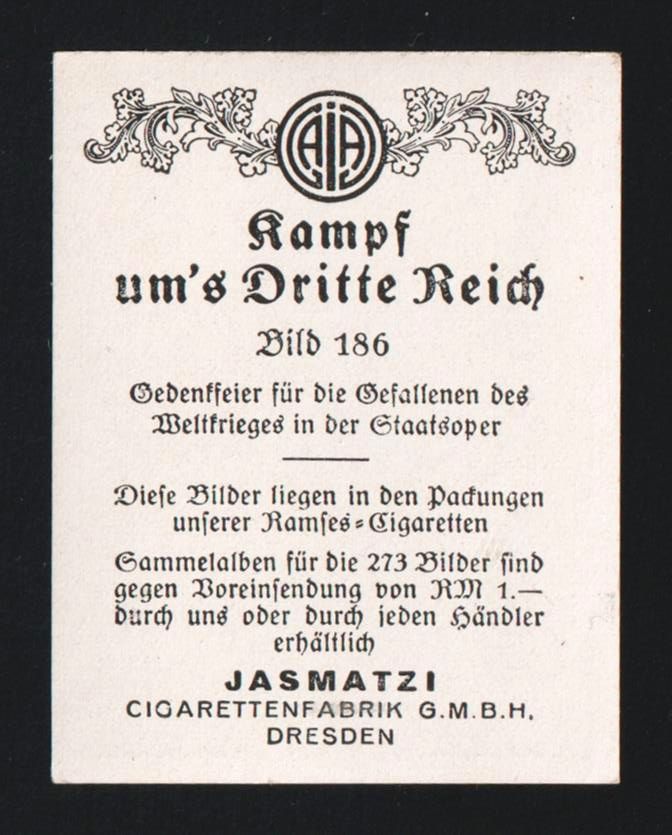 AJA
Kampf
um's Dritte Reich
Bild 186
Gedenkfeier für die Gefallenen des
Weltkrieges in der Staatsoper
Diese Bilder liegen in den Packungen
unserer Ramses-Cigaretten
Sammelalben für die 273 Bilder sind
gegen Voreinsendung von RM 1.—
durch uns oder durch jeden Händler
erhältlich
JASMATZI
CIGARETTENFABRIK G.M.B.H.
DRESDEN